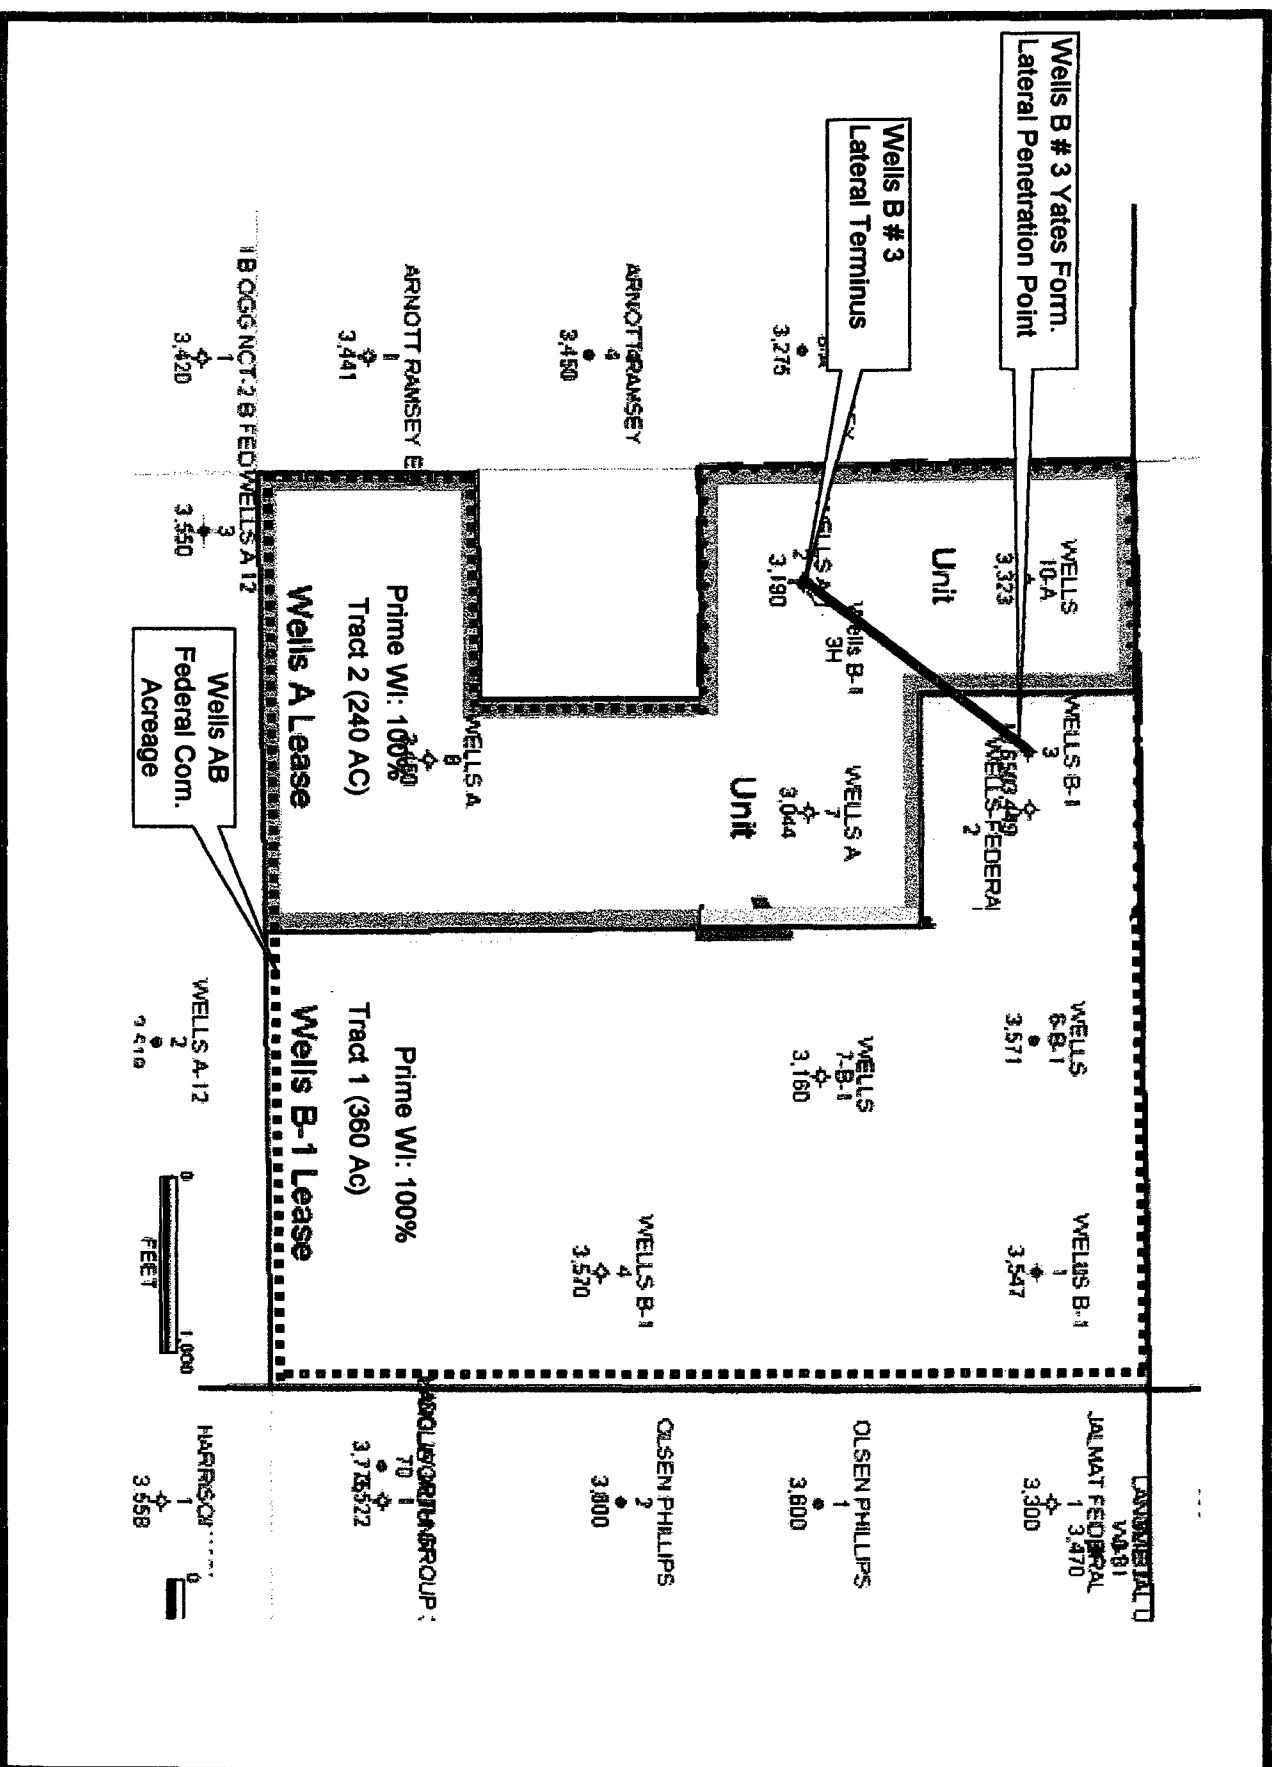 Wells B # 3 Yates Form.
Lateral Penetration Point
Wells B # 3
Lateral Terminus
WELLS
10-A
3,323
Unit
WELLS B-1
3
WELLS FEDERAL
2
WELLS
6-B-1
3,571
WELLS B-1
1
3,547
JALMAT FEDERAL
1
3,470
3,300
3,275
WELLS A
2
3,190
Wells B-1
3H
WELLS A
7
3,044
Unit
WELLS
7-B-1
3,160
OLSEN PHILLIPS
1
3,600
ARNOTT RAMSEY
4
3,450
WELLS B-1
4
3,570
OLSEN PHILLIPS
2
3,800
ARNOTT RAMSEY E
3,441
WELLS A
8
Prime WI: 100%
Tract 2 (240 AC)
Wells A Lease
Prime WI: 100%
Tract 1 (360 Ac)
Wells B-1 Lease
70
1
3,522
1
3,420
WELLS A 12
3
3,550
Wells AB
Federal Com.
Acreage
WELLS A-12
2
0
1,000
FEET
HARRISON
1
3,558
0